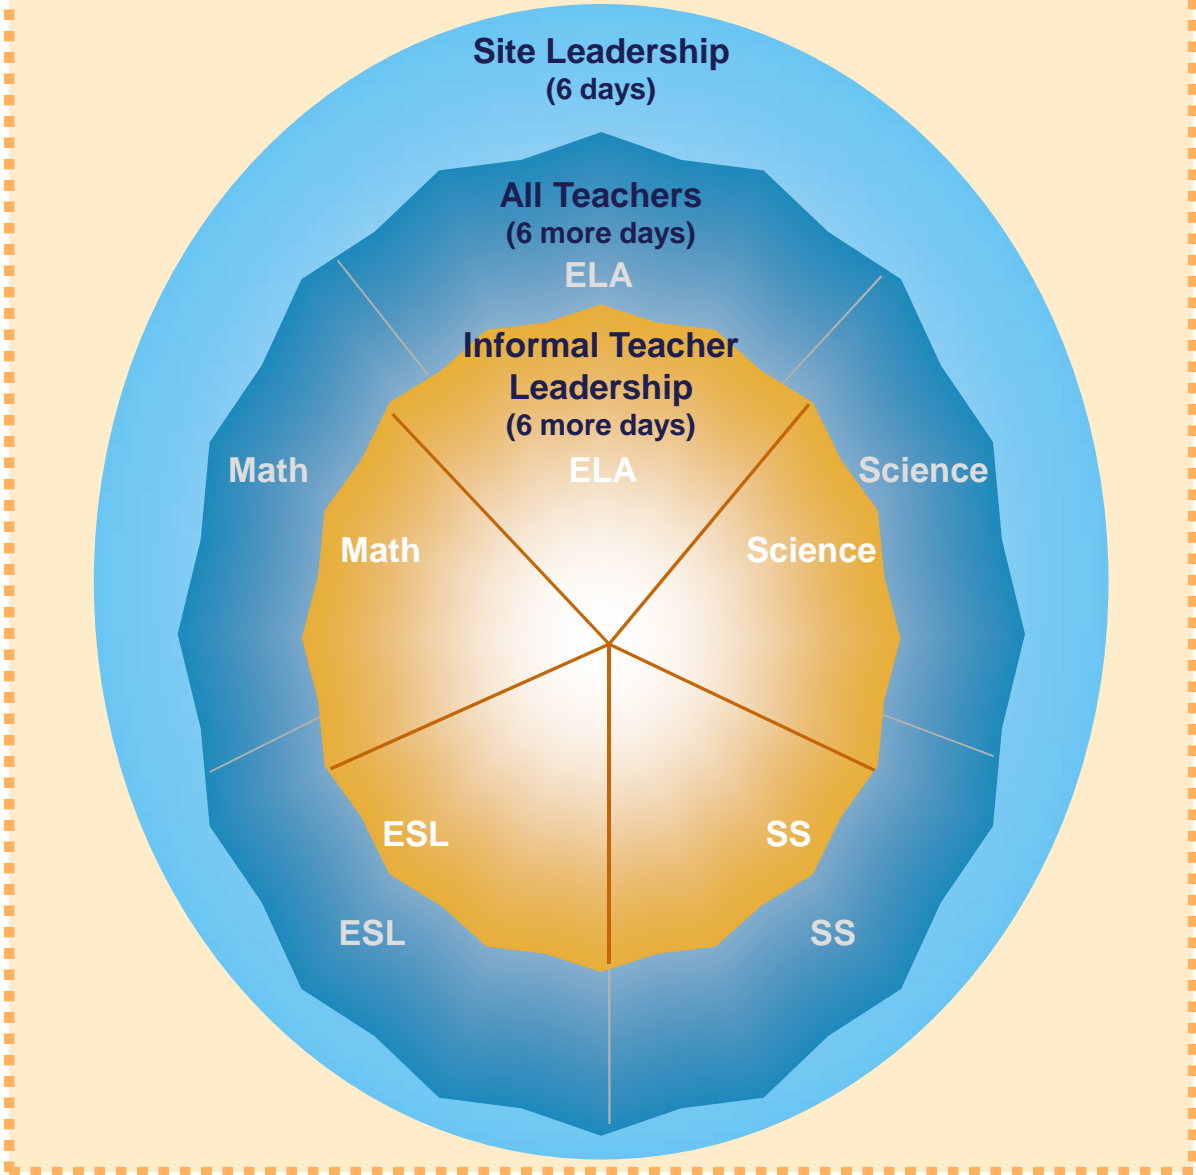 Site Leadership
(6 days)
All Teachers
(6 more days)
ELA
Informal Teacher
Leadership
(6 more days)
ELA
Math
Science
Math
Science
ESL
SS
ESL
SS